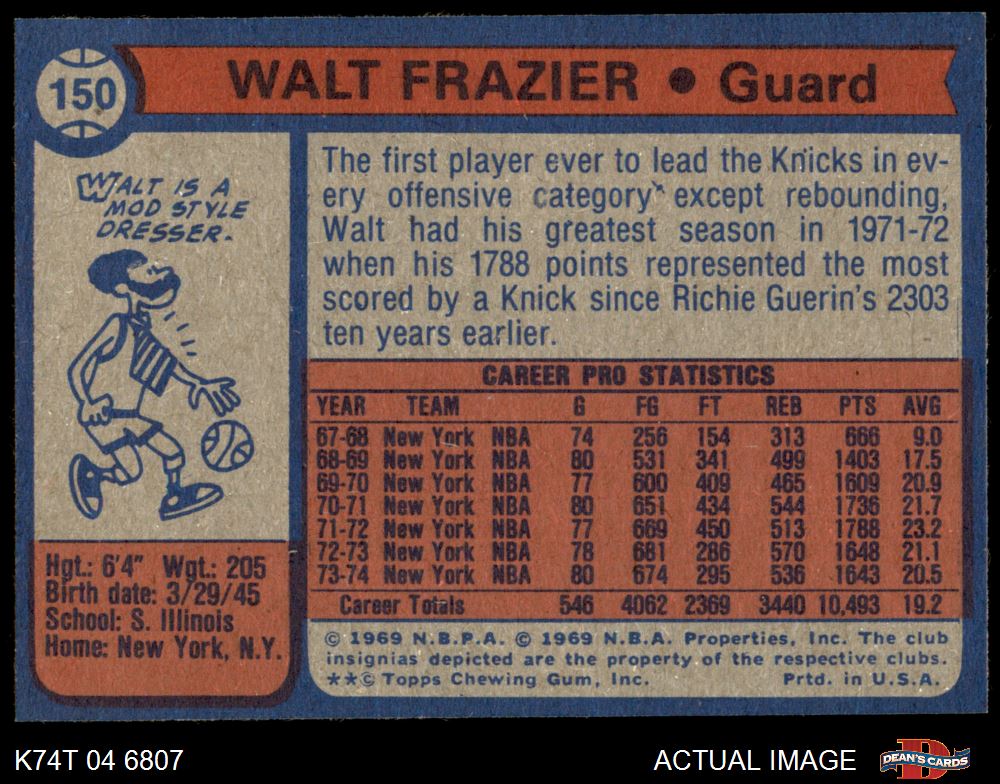 150
WALT FRAZIER • Guard
WALT IS A
MOD STYLE
DRESSER.
Hgt.: 6'4" Wgt.: 205
Birth date: 3/29/45
School: S. Illinois
Home: New York, N.Y.
The first player ever to lead the Knicks in ev-
ery offensive category except rebounding,
Walt had his greatest season in 1971-72
when his 1788 points represented the most
scored by a Knick since Richie Guerin's 2303
ten years earlier.
CAREER PRO STATISTICS
YEAR TEAM G FG FT REB PTS AVG
67-68 New York NBA 74 256 154 313 666 9.0
68-69 New York NBA 80 531 341 499 1403 17.5
69-70 New York NBA 77 600 409 465 1609 20.9
70-71 New York NBA 80 651 434 544 1736 21.7
71-72 New York NBA 77 669 450 513 1788 23.2
72-73 New York NBA 78 681 286 570 1648 21.1
73-74 New York NBA 80 674 295 536 1643 20.5
Career Totals 546 4062 2369 3440 10,493 19.2
© 1969 N.B.P.A. © 1969 N.B.A. Properties, Inc. The club
insignias depicted are the property of the respective clubs.
**© Topps Chewing Gum, Inc. Prtd. in U.S.A.
K74T 04 6807
ACTUAL IMAGE
D
DEAN'S CARDS